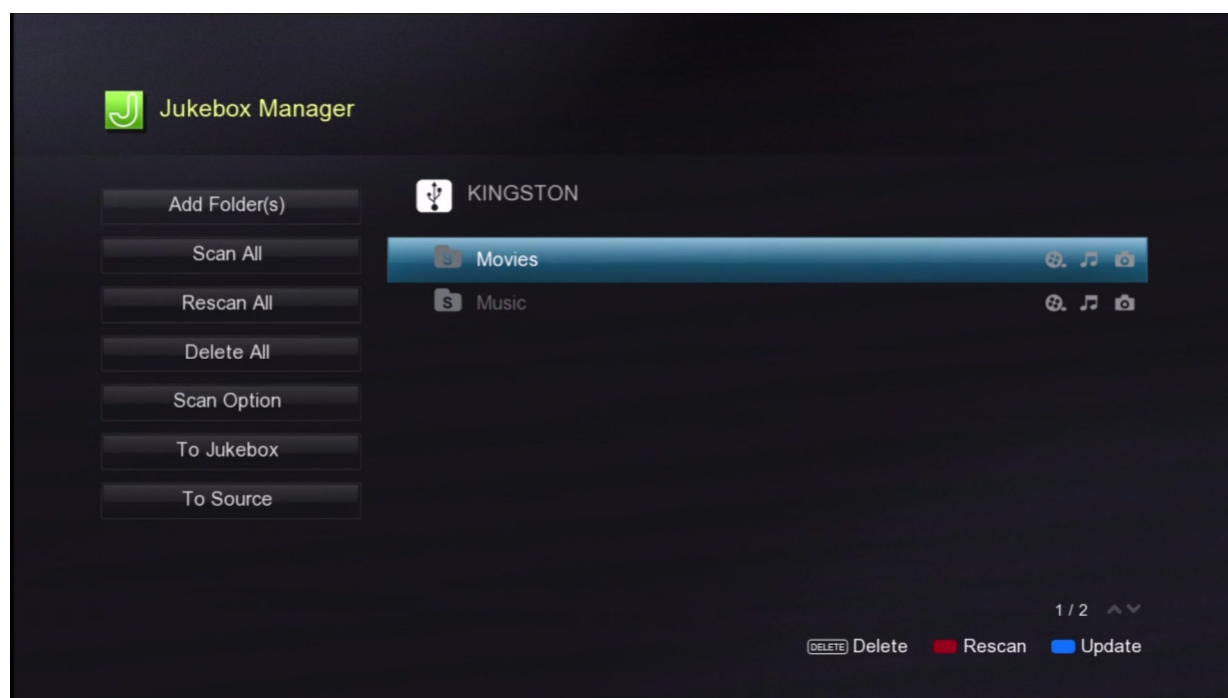 Jukebox Manager
KINGSTON
Add Folder(s)
Scan All
Rescan All
Delete All
Scan Option
To Jukebox
To Source
S Movies
S Music
1 / 2
DELETE Delete Rescan Update